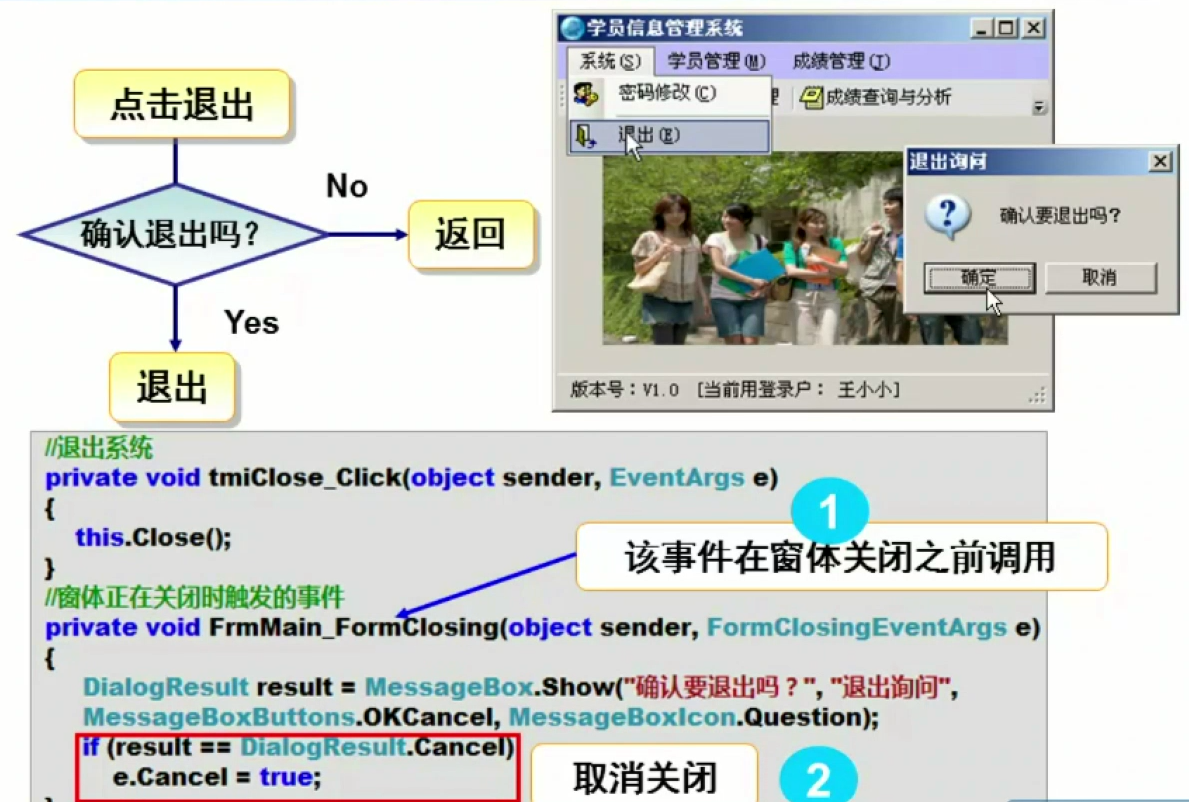 点击退出
确认退出吗?
No
返回
Yes
退出
学员信息管理系统
系统(S) 学员管理(M) 成绩管理(T)
密码修改(C)
理 成绩查询与分析
退出(E)
退出询问
确认要退出吗?
确定 取消
版本号：V1.0 [当前用登录户： 王小小]
//退出系统
private void tmiClose_Click(object sender, EventArgs e)
{
this.Close();
}
1
该事件在窗体关闭之前调用
//窗体正在关闭时触发的事件
private void FrmMain_FormClosing(object sender, FormClosingEventArgs e)
{
DialogResult result = MessageBox.Show("确认要退出吗？", "退出询问",
MessageBoxButtons.OKCancel, MessageBoxIcon.Question);
if (result == DialogResult.Cancel)
e.Cancel = true;
取消关闭
2